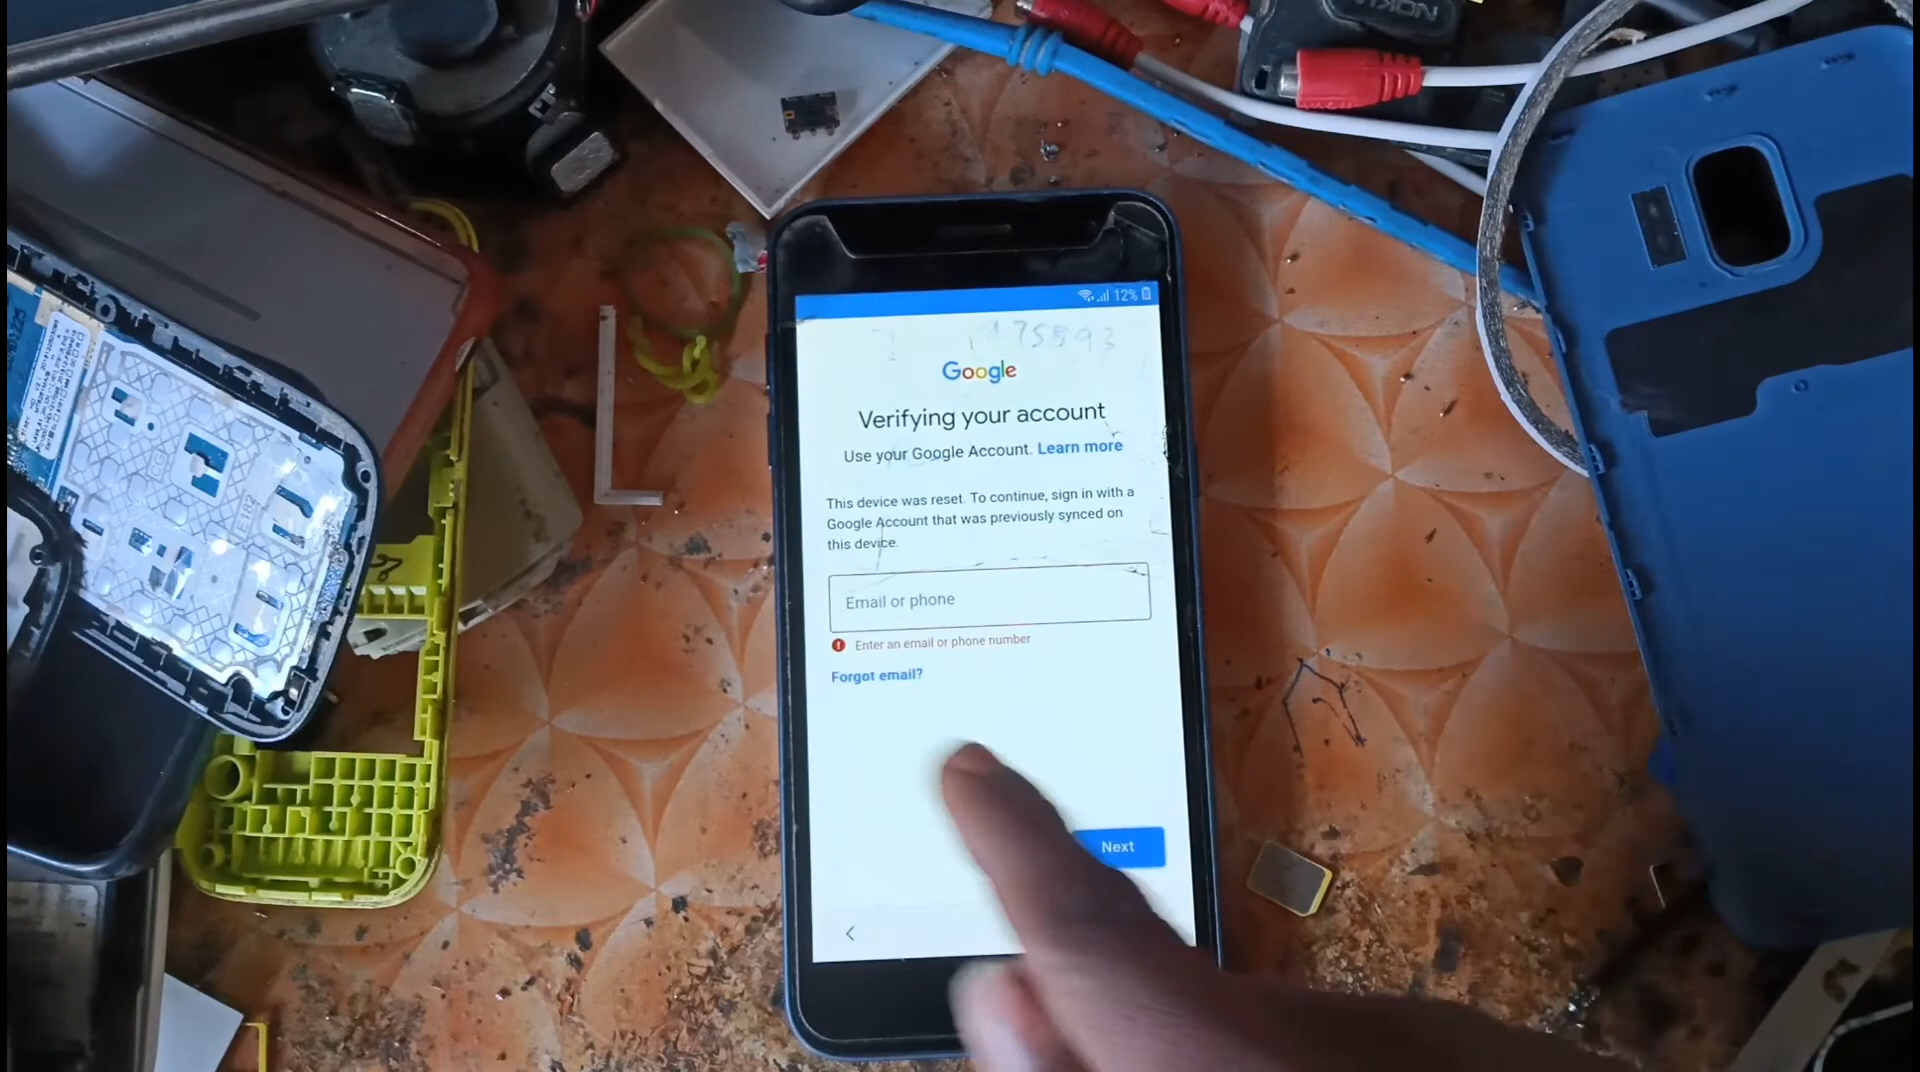 NOKIA
12%
75993
Google
Verifying your account
Use your Google Account. Learn more
This device was reset. To continue, sign in with a
Google Account that was previously synced on
this device.
Email or phone
Enter an email or phone number
Forgot email?
Next
E182